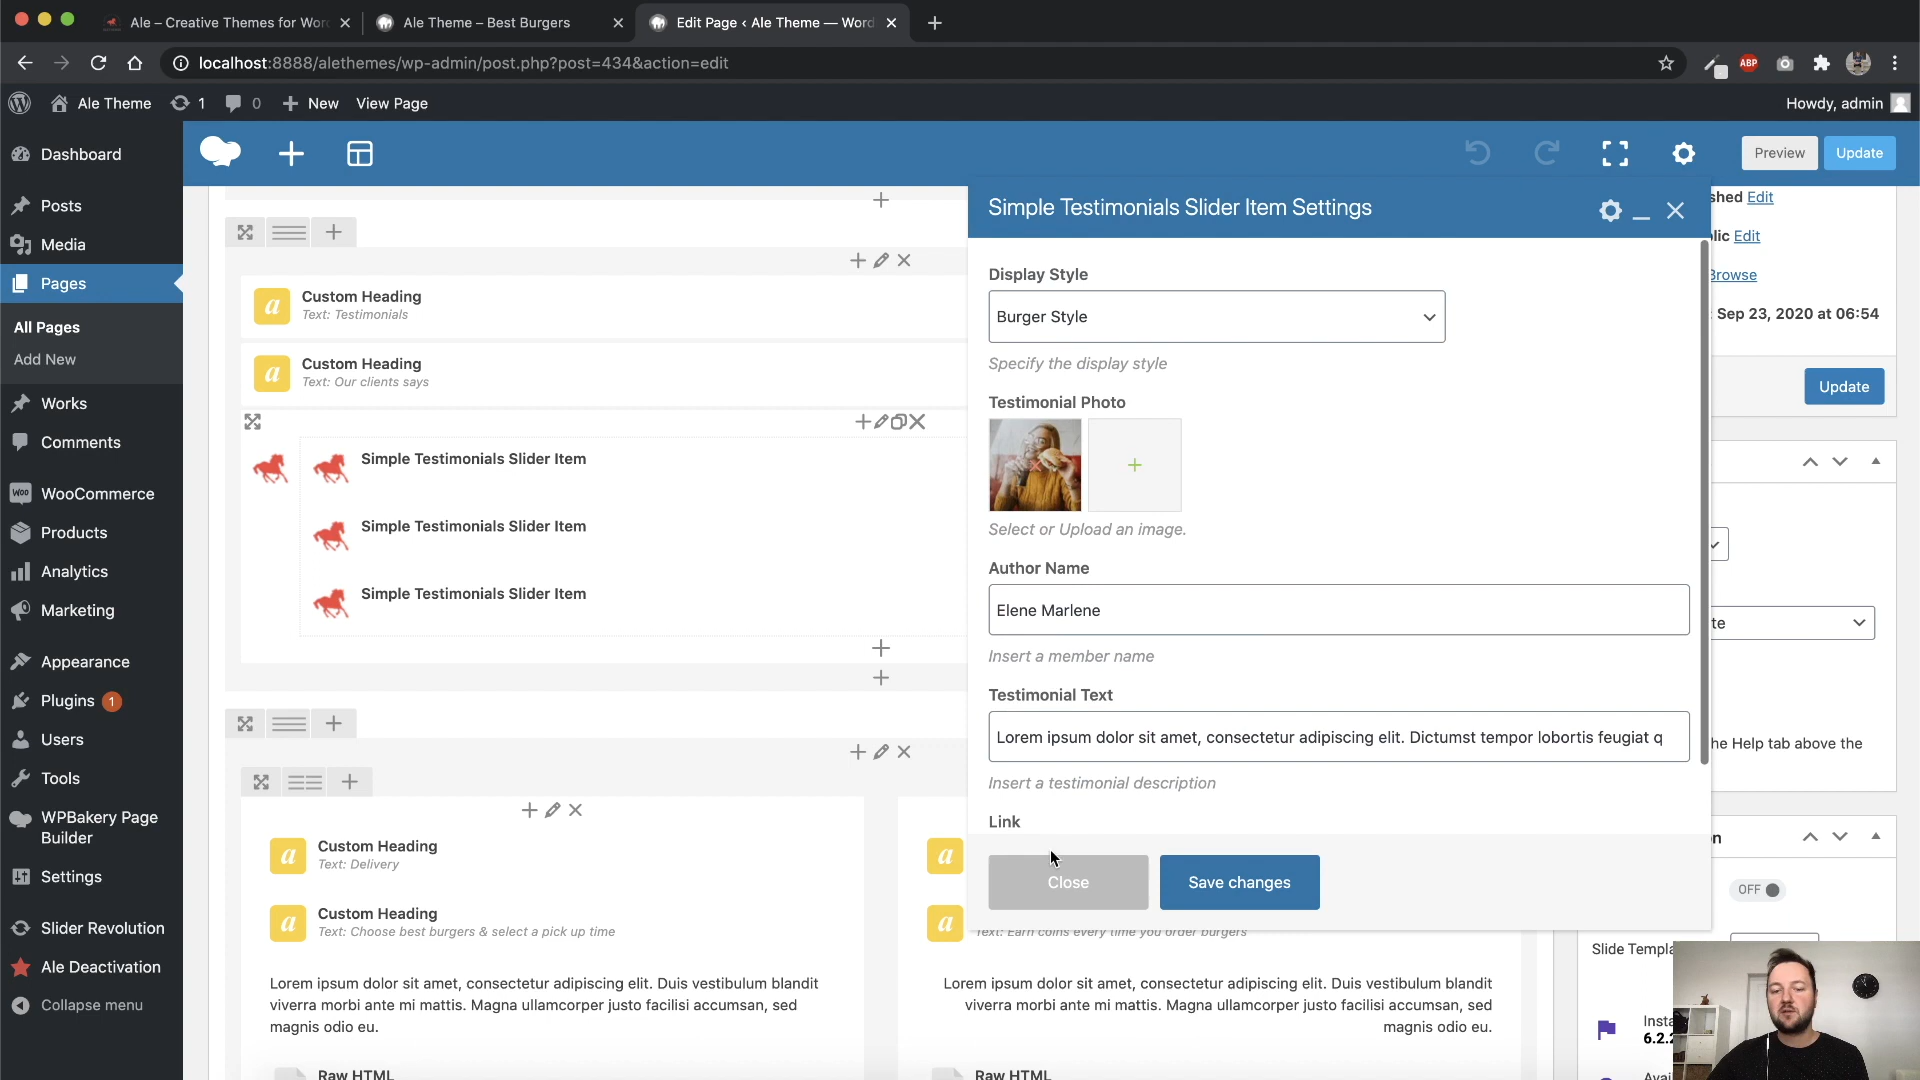 Ale – Creative Themes for Wor
Ale Theme – Best Burgers
Edit Page ‹ Ale Theme — Word
localhost:8888/alethemes/wp-admin/post.php?post=434&action=edit
ABP
Ale Theme
1
0
New
View Page
Howdy, admin
Dashboard
Posts
Media
Pages
All Pages
Add New
Works
Comments
WooCommerce
Products
Analytics
Marketing
Appearance
Plugins 1
Users
Tools
WPBakery Page
Builder
Settings
Slider Revolution
Ale Deactivation
Collapse menu
Preview
Update
Custom Heading
Text: Testimonials
Custom Heading
Text: Our clients says
Simple Testimonials Slider Item
Simple Testimonials Slider Item
Simple Testimonials Slider Item
Custom Heading
Text: Delivery
Custom Heading
Text: Choose best burgers & select a pick up time
Lorem ipsum dolor sit amet, consectetur adipiscing elit. Duis vestibulum blandit
viverra morbi ante mi mattis. Magna ullamcorper justo facilisi accumsan, sed
magnis odio eu.
Raw HTML
Text: Earn coins every time you order burgers
Lorem ipsum dolor sit amet, consectetur adipiscing elit. Duis vestibulum blandit
viverra morbi ante mi mattis. Magna ullamcorper justo facilisi accumsan, sed
magnis odio eu.
Raw HTML
Simple Testimonials Slider Item Settings
Display Style
Burger Style
Specify the display style
Testimonial Photo
Select or Upload an image.
Author Name
Elene Marlene
Insert a member name
Testimonial Text
Lorem ipsum dolor sit amet, consectetur adipiscing elit. Dictumst tempor lobortis feugiat q
Insert a testimonial description
Link
Close
Save changes
shed Edit
lic Edit
Browse
Sep 23, 2020 at 06:54
Update
te
he Help tab above the
n
OFF
Slide Templa
Insta
6.2.2